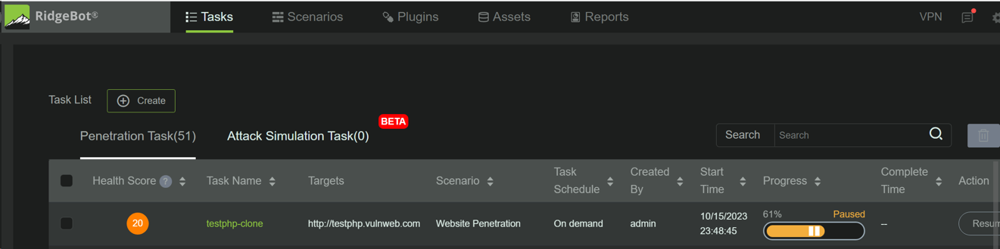 RidgeBot®
Tasks
Scenarios
Plugins
Assets
Reports
VPN
Task List
Create
Penetration Task(51)
Attack Simulation Task(0)
BETA
Search
Search
Health Score ?
Task Name
Targets
Scenario
Task Schedule
Created By
Start Time
Progress
Complete Time
Action
20
testphp-clone
http://testphp.vulnweb.com
Website Penetration
On demand
admin
10/15/2023
23:48:45
61%
Paused
--
Resum